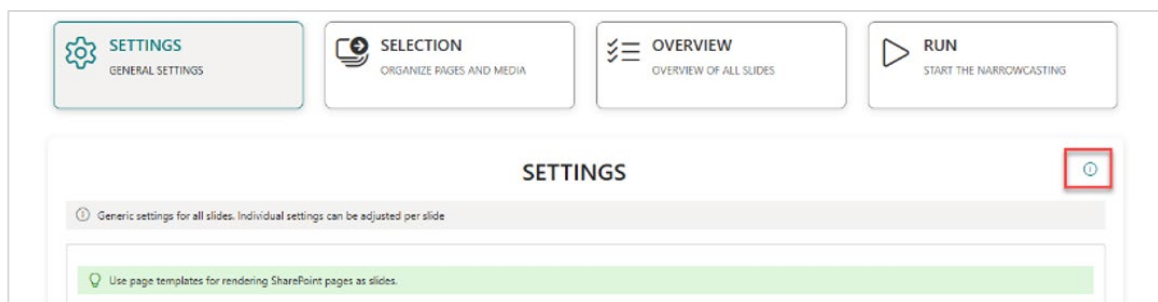 SETTINGS
GENERAL SETTINGS
SELECTION
ORGANIZE PAGES AND MEDIA
OVERVIEW
OVERVIEW OF ALL SLIDES
RUN
START THE NARROWCASTING
SETTINGS
Generic settings for all slides. Individual settings can be adjusted per slide
Use page templates for rendering SharePoint pages as slides.